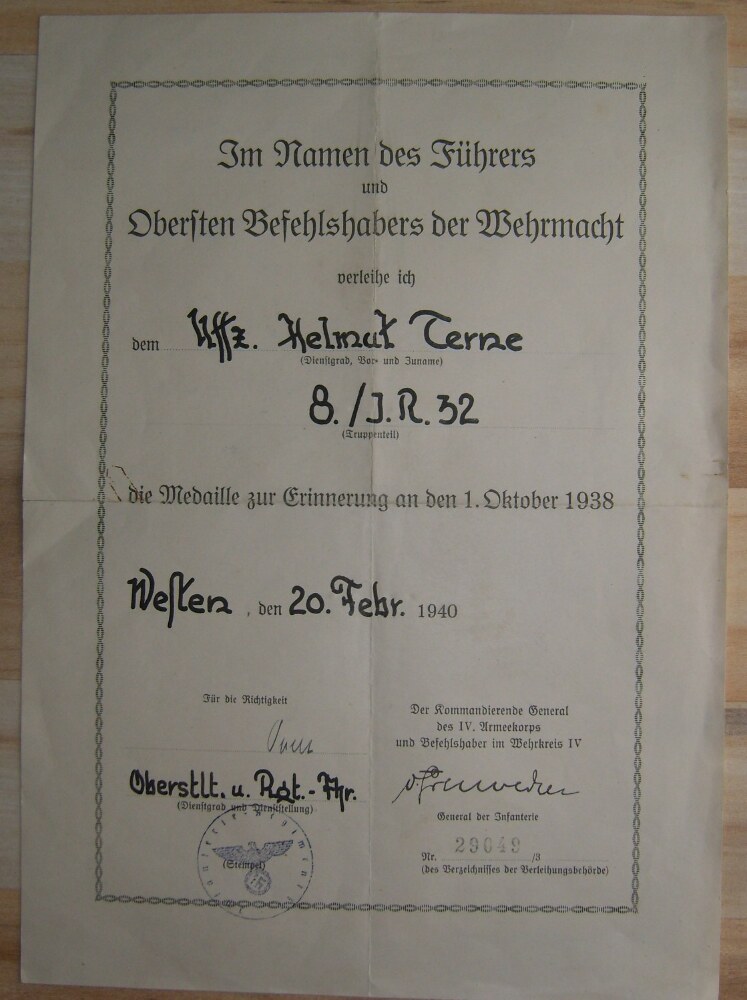 Im Namen des Führers
und
Obersten Befehlshabers der Wehrmacht
verleihe ich
dem Uffz. Helmut Terne
(Dienstgrad, Vor- und Zuname)
8./I.R. 32
(Truppenteil)
die Medaille zur Erinnerung an den 1. Oktober 1938
Westen, den 20. Febr. 1940
Für die Richtigkeit
Oberstlt. u. Rgt.-Fhr.
(Dienstgrad und Dienststellung)
(Stempel)
Der Kommandierende General
des IV. Armeekorps
und Befehlshaber im Wehrkreis IV
General der Infanterie
Nr. 29049 /3
(des Verzeichnisses der Verleihungsbehörde)